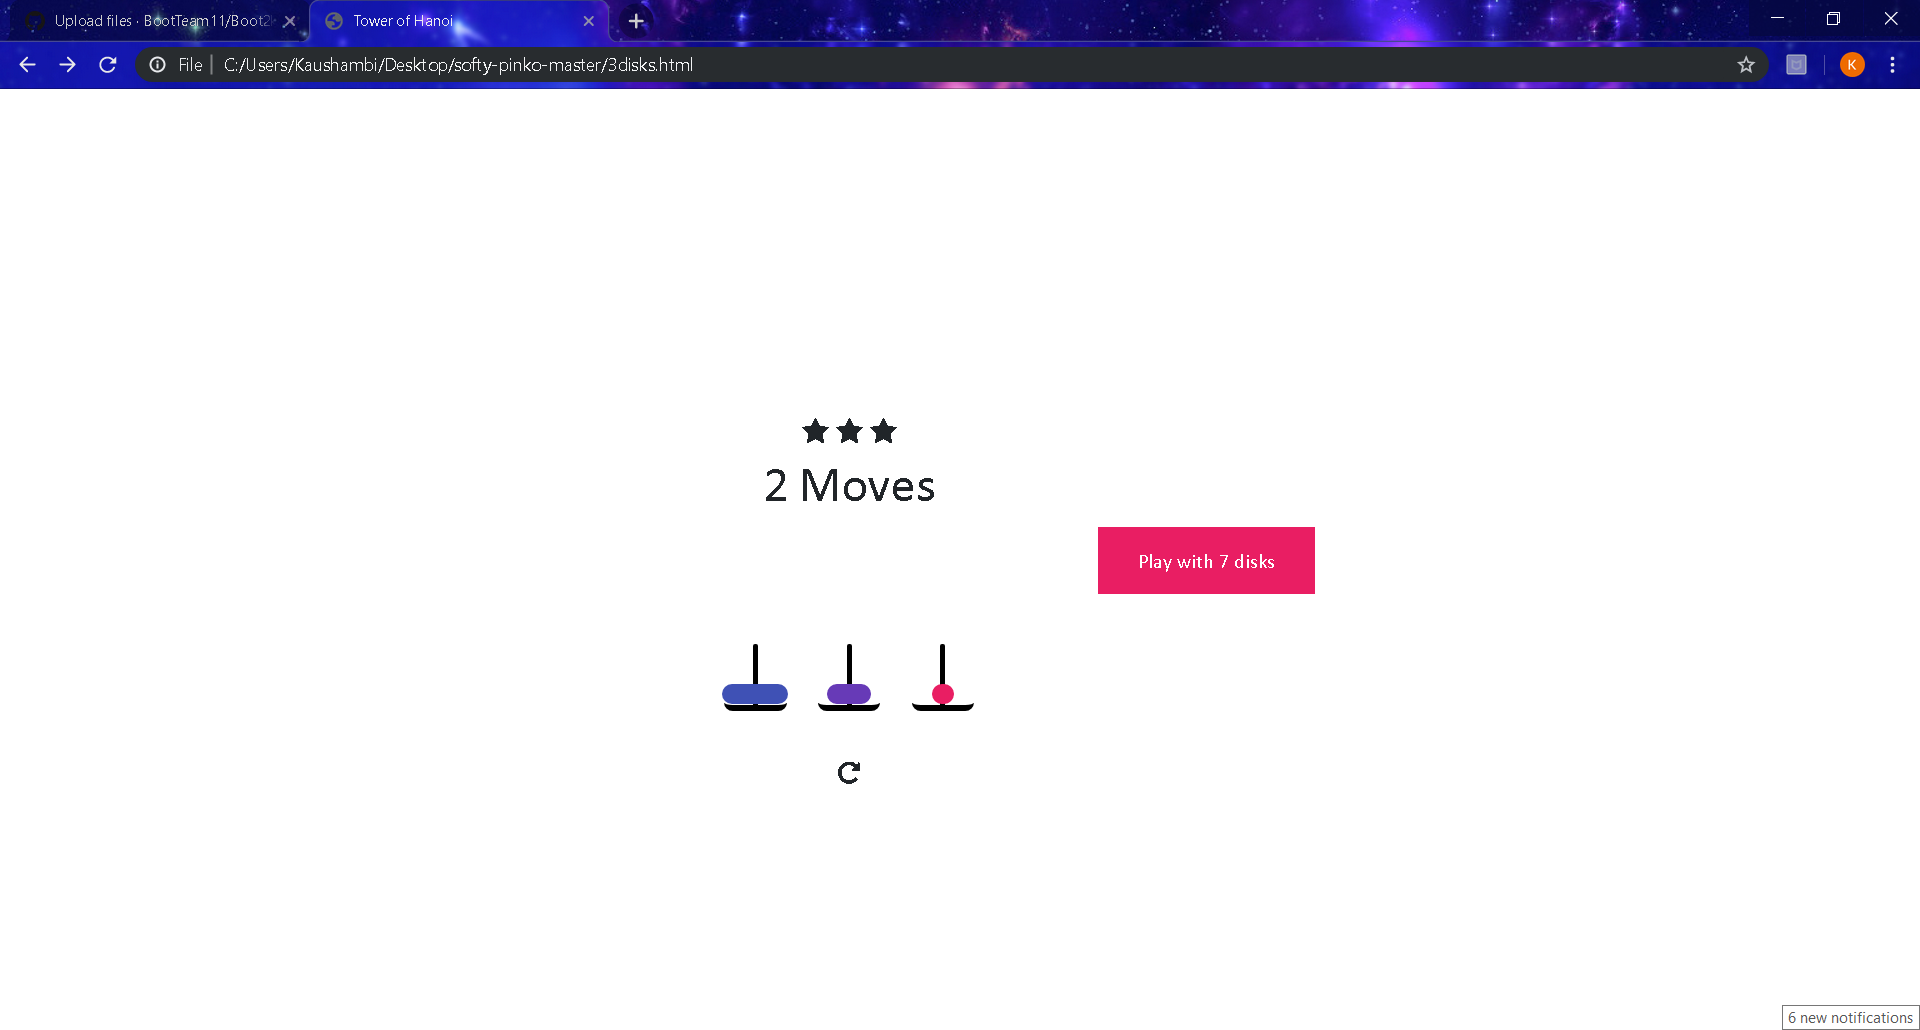 Upload files · BootTeam11/Boot2
Tower of Hanoi
File | C:/Users/Kaushambi/Desktop/softy-pinko-master/3disks.html
K
2 Moves
Play with 7 disks
6 new notifications